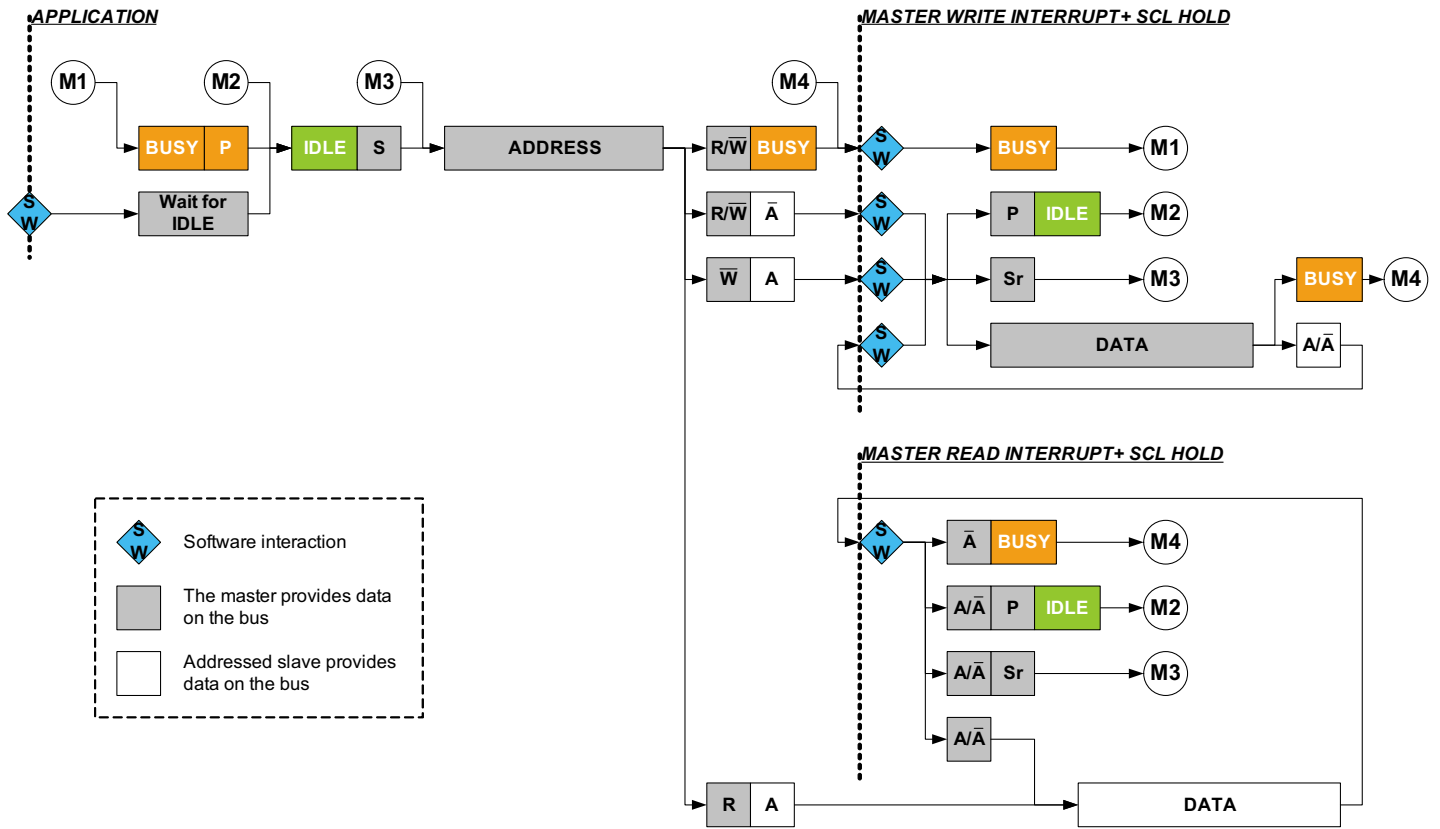 APPLICATION
MASTER WRITE INTERRUPT + SCL HOLD
M1
M2
M3
M4
BUSY P
IDLE S
ADDRESS
R/W̅ BUSY
S
W
BUSY
M1
S
W
Wait for
IDLE
R/W̅ A̅
S
W
P IDLE
M2
W̅ A
S
W
Sr
M3
BUSY
M4
S
W
DATA
A/A̅
MASTER READ INTERRUPT + SCL HOLD
S
W
A̅ BUSY
M4
A/A̅ P IDLE
M2
A/A̅ Sr
M3
A/A̅
R A
DATA
S
W
Software interaction
The master provides data
on the bus
Addressed slave provides
data on the bus